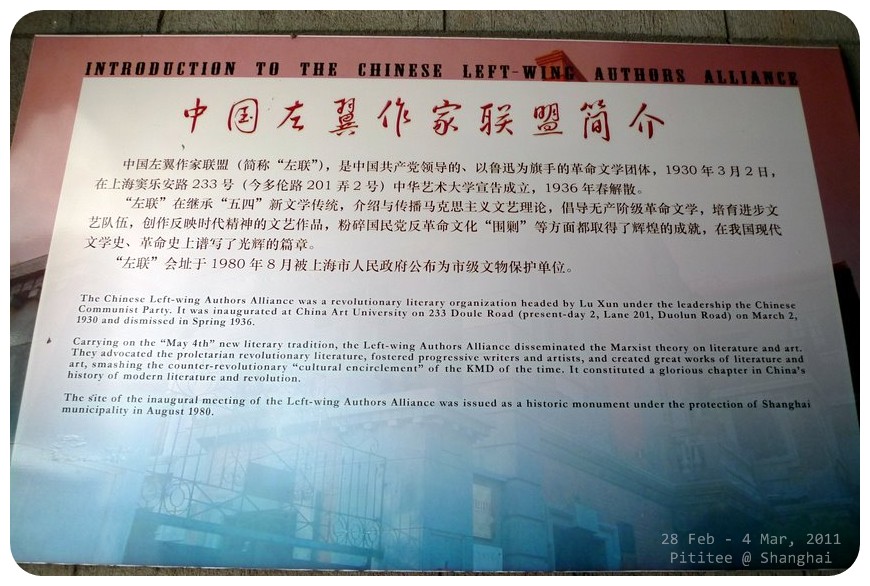 INTRODUCTION TO THE CHINESE LEFT-WING AUTHORS ALLIANCE
中国左翼作家联盟简介
中国左翼作家联盟（简称“左联”），是中国共产党领导的、以鲁迅为旗手的革命文学团体，1930 年 3 月 2 日，
在上海窦乐安路 233 号（今多伦路 201 弄 2 号）中华艺术大学宣告成立，1936 年春解散。
“左联”在继承“五四”新文学传统，介绍与传播马克思主义文艺理论，倡导无产阶级革命文学，培育进步文
艺队伍，创作反映时代精神的文艺作品，粉碎国民党反革命文化“围剿”等方面都取得了辉煌的成就，在我国现代
文学史、革命史上谱写了光辉的篇章。
“左联”会址于 1980 年 8 月被上海市人民政府公布为市级文物保护单位。
The Chinese Left-wing Authors Alliance was a revolutionary literary organization headed by Lu Xun under the leadership the Chinese
Communist Party. It was inaugurated at China Art University on 233 Doule Road (present-day 2, Lane 201, Duolun Road) on March 2,
1930 and dismissed in Spring 1936.
Carrying on the “May 4th” new literary tradition, the Left-wing Authors Alliance disseminated the Marxist theory on literature and art.
They advocated the proletarian revolutionary literature, fostered progressive writers and artists, and created great works of literature and
art, smashing the counter-revolutionary “cultural encirclement” of the KMD of the time. It constituted a glorious chapter in China’s
history of modern literature and revolution.
The site of the inaugural meeting of the Left-wing Authors Alliance was issued as a historic monument under the protection of Shanghai
municipality in August 1980.
28 Feb - 4 Mar, 2011
Pititee @ Shanghai